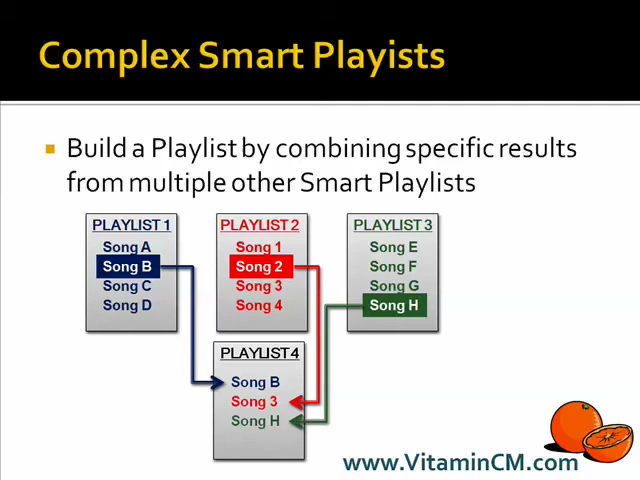 Complex Smart Playists
Build a Playlist by combining specific results
from multiple other Smart Playlists
PLAYLIST 1
Song A
Song B
Song C
Song D
PLAYLIST 2
Song 1
Song 2
Song 3
Song 4
PLAYLIST 3
Song E
Song F
Song G
Song H
PLAYLIST 4
Song B
Song 3
Song H
www.VitaminCM.com